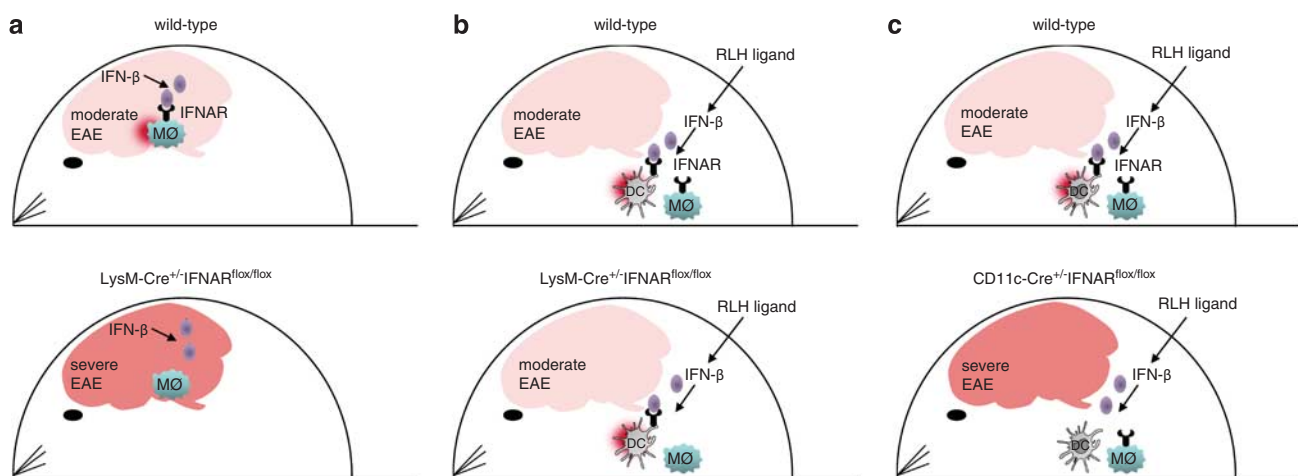 a
wild-type
IFN-β
IFNAR
moderate
EAE
MØ
LysM-Cre+/-IFNARflox/flox
IFN-β
severe
EAE
MØ
b
wild-type
RLH ligand
moderate
EAE
IFN-β
IFNAR
DC
MØ
LysM-Cre+/-IFNARflox/flox
RLH ligand
moderate
EAE
IFN-β
DC
MØ
c
wild-type
RLH ligand
moderate
EAE
IFN-β
IFNAR
DC
MØ
CD11c-Cre+/-IFNARflox/flox
RLH ligand
severe
EAE
IFN-β
DC
MØ